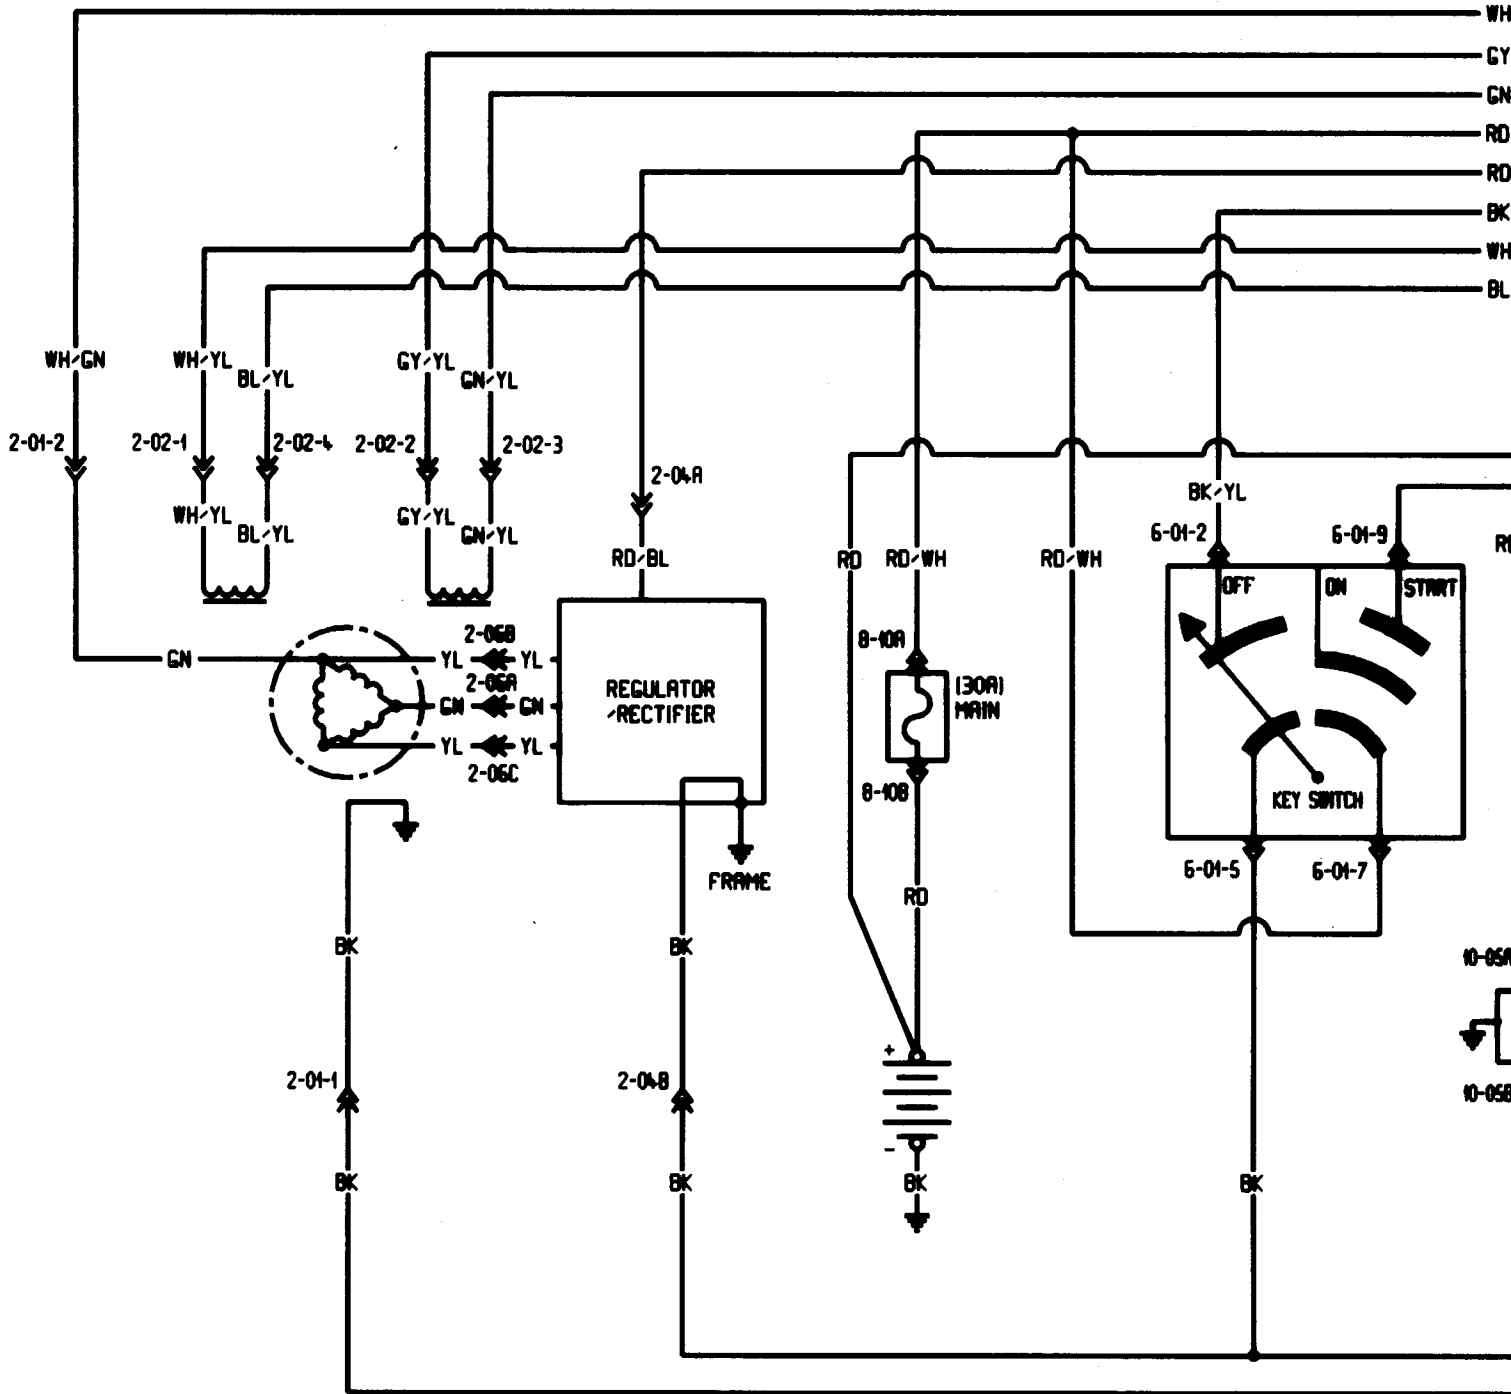 WH
GY
GN
RD
RD
BK
WH
BL
WH/GN
WH/YL
BL/YL
GY/YL
GN/YL
2-01-2
2-02-1
2-02-4
2-02-2
2-02-3
2-04A
WH/YL
BL/YL
GY/YL
GN/YL
BK/YL
6-01-2
6-01-9
RD/BL
RD
RD/WH
RD/WH
OFF
ON
START
GN
2-06B
YL
YL
2-06A
GN
GN
YL
YL
2-06C
REGULATOR
/RECTIFIER
8-10A
(30A)
MAIN
8-10B
KEY SWITCH
6-01-5
6-01-7
FRAME
RD
BK
BK
10-05A
+
2-01-1
2-04B
10-05B
-
BK
BK
BK
BK